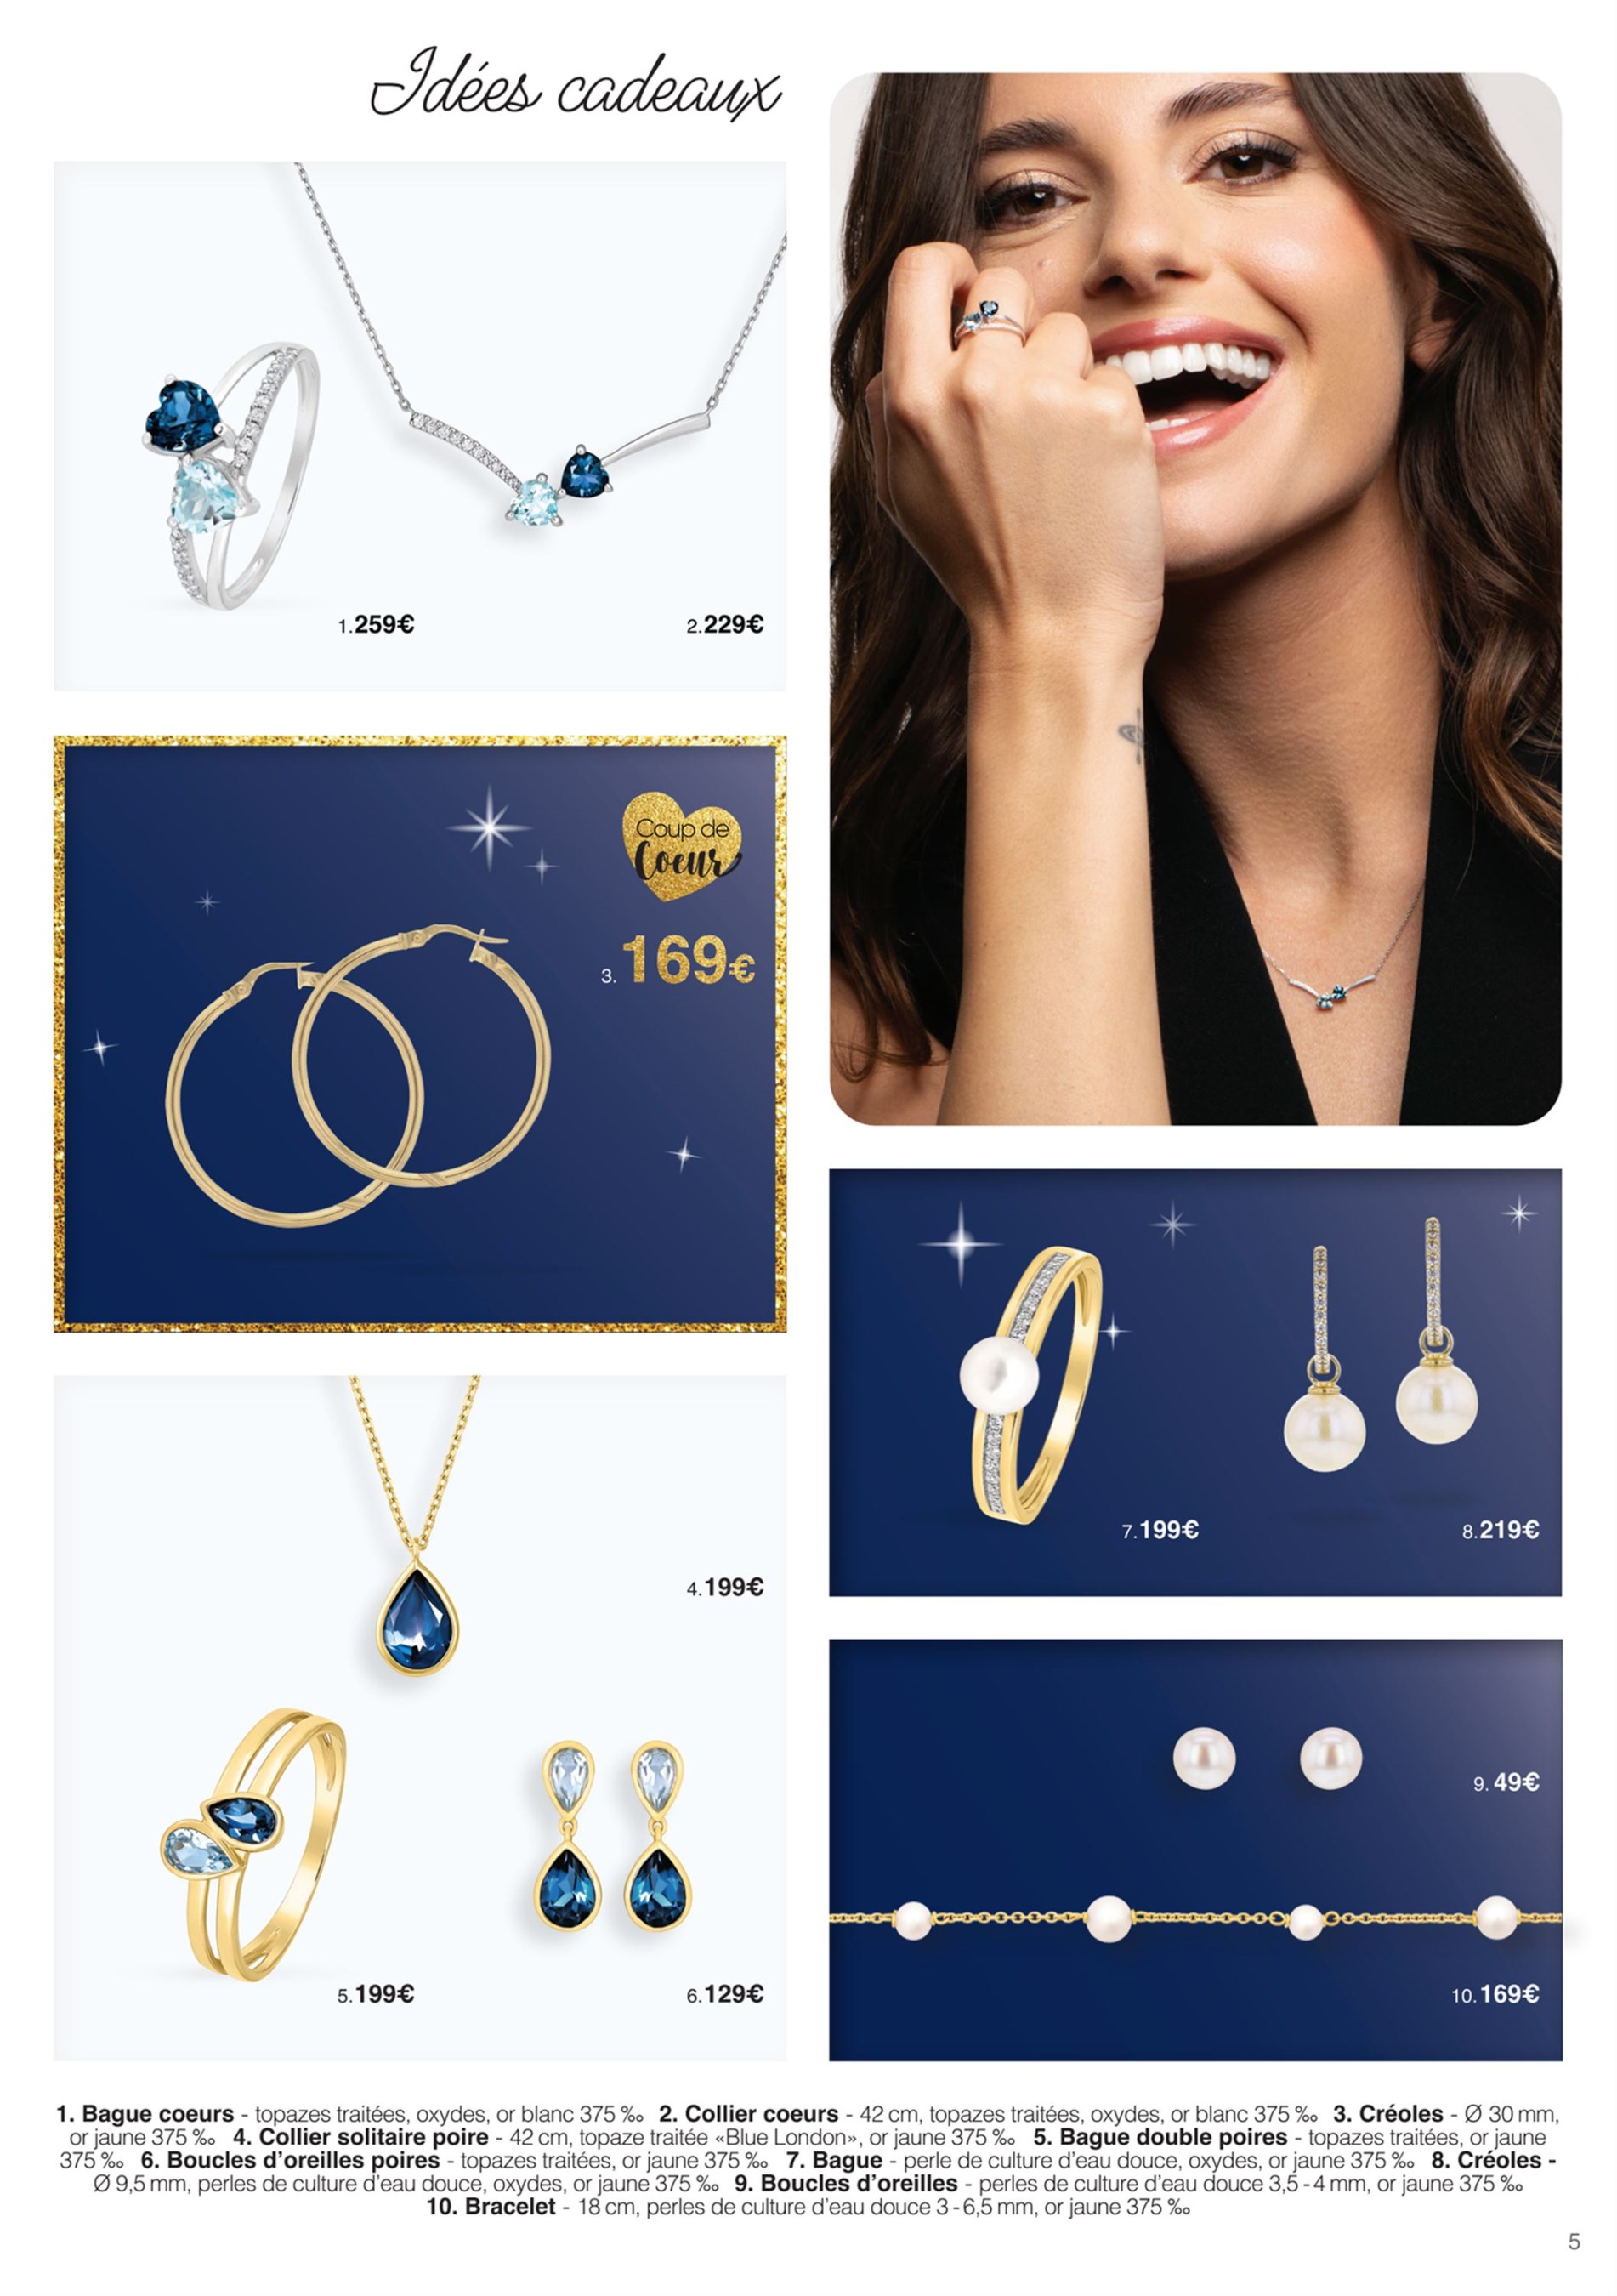 Idées cadeaux
1.259€
2.229€
Coup de
Coeur
3. 169€
4.199€
5.199€
6.129€
7.199€
8.219€
9. 49€
10. 169€
1. Bague coeurs - topazes traitées, oxydes, or blanc 375 ‰ 2. Collier coeurs - 42 cm, topazes traitées, oxydes, or blanc 375 ‰ 3. Créoles - Ø 30 mm,
or jaune 375 ‰ 4. Collier solitaire poire - 42 cm, topaze traitée «Blue London», or jaune 375 ‰ 5. Bague double poires - topazes traitées, or jaune
375 ‰ 6. Boucles d'oreilles poires - topazes traitées, or jaune 375 ‰ 7. Bague - perle de culture d'eau douce, oxydes, or jaune 375 ‰ 8. Créoles -
Ø 9,5 mm, perles de culture d'eau douce, oxydes, or jaune 375 ‰ 9. Boucles d'oreilles - perles de culture d'eau douce 3,5 - 4 mm, or jaune 375 ‰
10. Bracelet - 18 cm, perles de culture d'eau douce 3 - 6,5 mm, or jaune 375 ‰
5